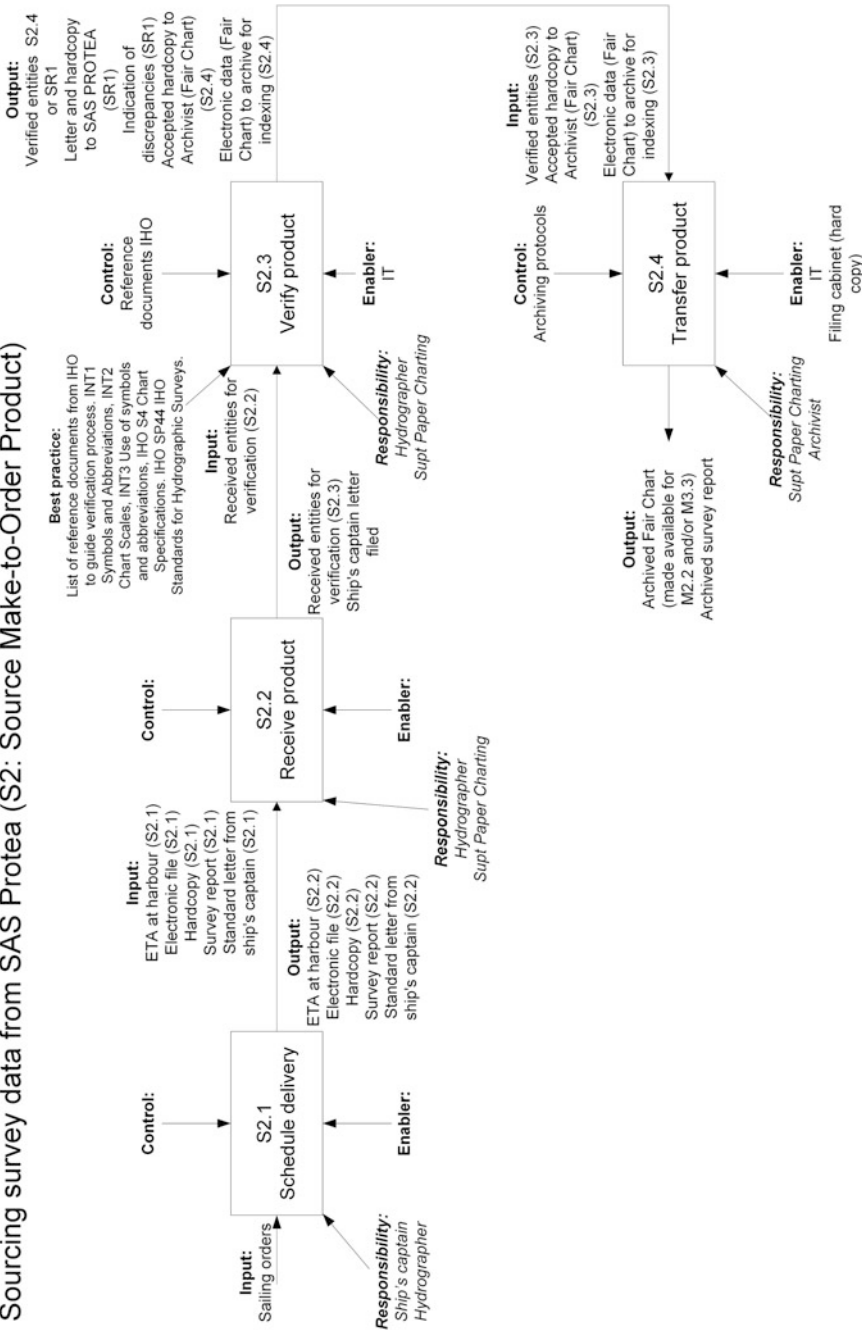 Sourcing survey data from SAS Protea (S2: Source Make-to-Order Product)
Input:
Sailing orders
Control:
S2.1
Schedule delivery
Enabler:
Responsibility:
Ship's captain
Hydrographer
Output:
ETA at harbour (S2.2)
Electronic file (S2.2)
Hardcopy (S2.2)
Survey report (S2.2)
Standard letter from
ship's captain (S2.2)
Input:
ETA at harbour (S2.1)
Electronic file (S2.1)
Hardcopy (S2.1)
Survey report (S2.1)
Standard letter from
ship's captain (S2.1)
Control:
S2.2
Receive product
Enabler:
Responsibility:
Hydrographer
Supt Paper Charting
Output:
Received entities for
verification (S2.3)
Ship's captain letter
filed
Best practice:
List of reference documents from IHO
to guide verification process. INT1
Symbols and Abbreviations, INT2
Chart Scales, INT3 Use of symbols
and abbreviations, IHO S4 Chart
Specifications. IHO SP44 IHO
Standards for Hydrographic Surveys.
Input:
Received entities for
verification (S2.2)
Control:
Reference
documents IHO
S2.3
Verify product
Enabler:
IT
Responsibility:
Hydrographer
Supt Paper Charting
Output:
Verified entities S2.4
or SR1
Letter and hardcopy
to SAS PROTEA
(SR1)
Indication of
discrepancies (SR1)
Accepted hardcopy to
Archivist (Fair Chart)
(S2.4)
Electronic data (Fair
Chart) to archive for
indexing (S2.4)
Input:
Verified entities (S2.3)
Accepted hardcopy to
Archivist (Fair Chart)
(S2.3)
Electronic data (Fair
Chart) to archive for
indexing (S2.3)
Control:
Archiving protocols
S2.4
Transfer product
Enabler:
IT
Filing cabinet (hard
copy)
Responsibility:
Supt Paper Charting
Archivist
Output:
Archived Fair Chart
(made available for
M2.2 and/or M3.3)
Archived survey report